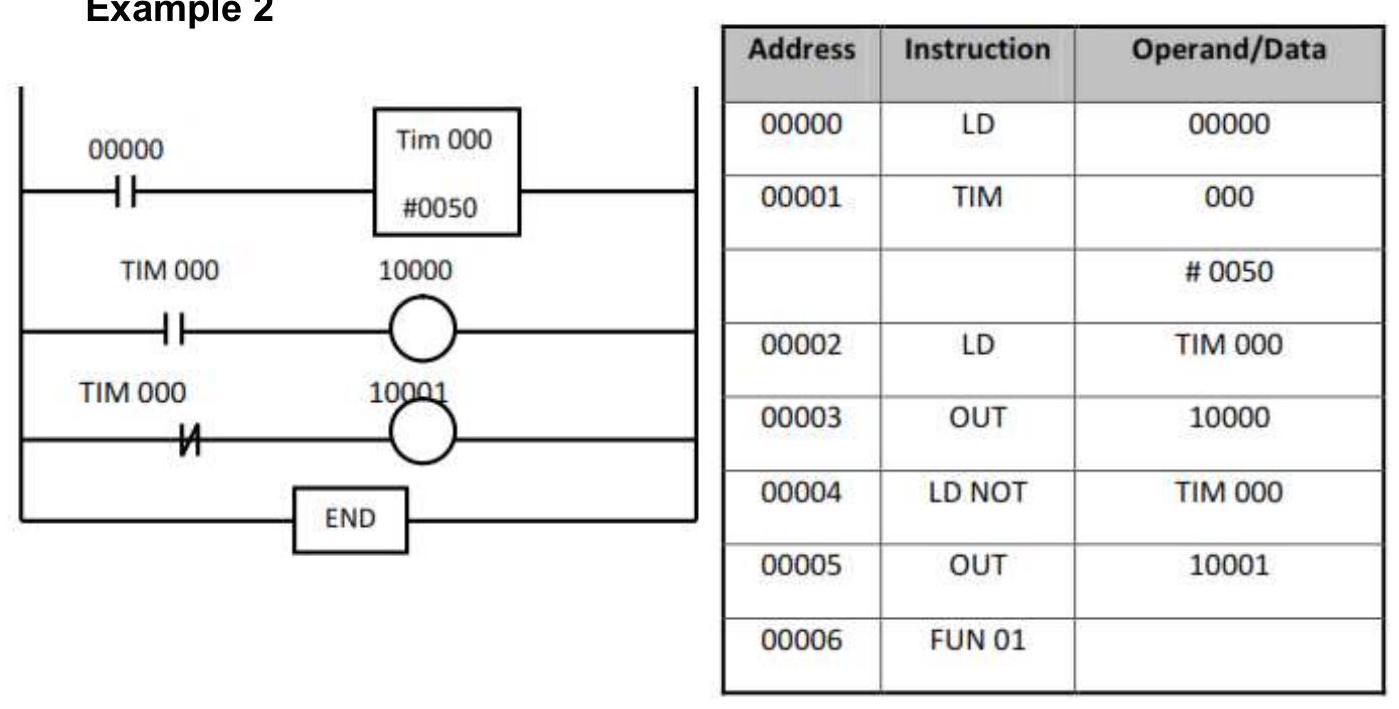 Example 2
00000
Tim 000
#0050
TIM 000 10000
TIM 000 10001
END
Address Instruction Operand/Data
00000 LD 00000
00001 TIM 000
# 0050
00002 LD TIM 000
00003 OUT 10000
00004 LD NOT TIM 000
00005 OUT 10001
00006 FUN 01